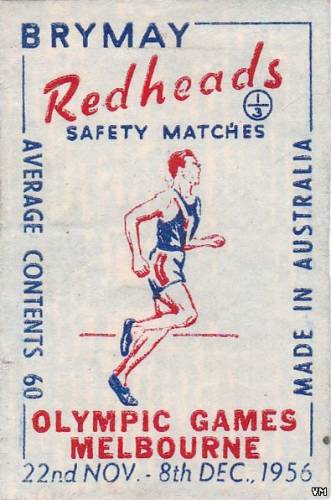 BRYMAY
Redheads
1/3
SAFETY MATCHES
AVERAGE CONTENTS 60
MADE IN AUSTRALIA
OLYMPIC GAMES
MELBOURNE
22nd NOV. - 8th DEC., 1956
VM